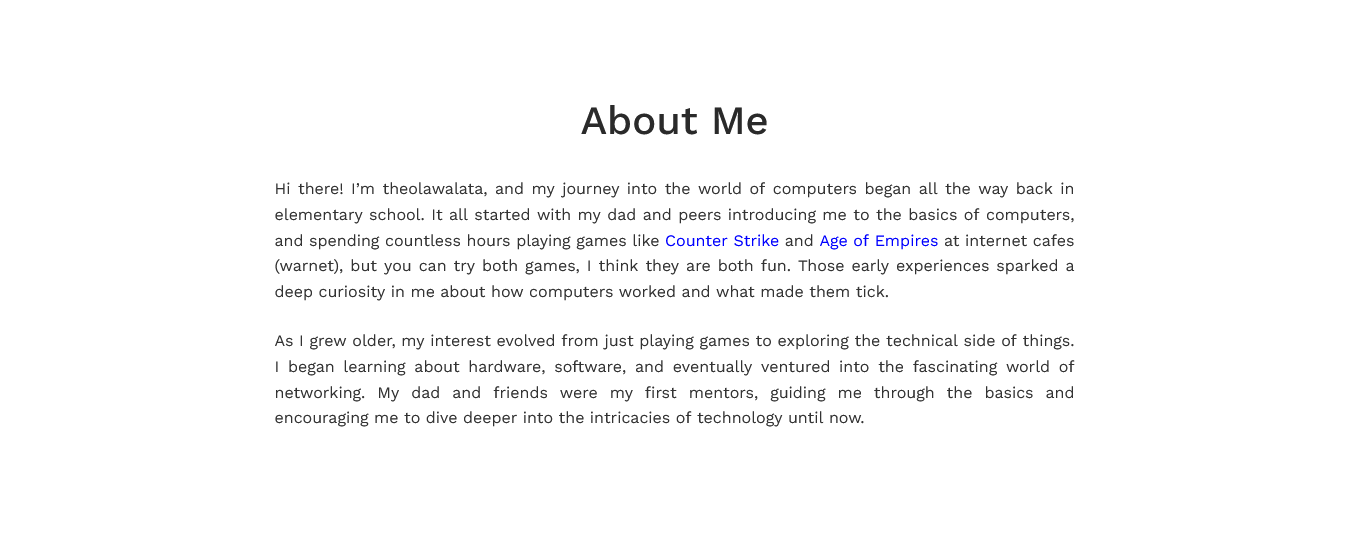 About Me
Hi there! I’m theolawalata, and my journey into the world of computers began all the way back in
elementary school. It all started with my dad and peers introducing me to the basics of computers,
and spending countless hours playing games like Counter Strike and Age of Empires at internet cafes
(warnet), but you can try both games, I think they are both fun. Those early experiences sparked a
deep curiosity in me about how computers worked and what made them tick.
As I grew older, my interest evolved from just playing games to exploring the technical side of things.
I began learning about hardware, software, and eventually ventured into the fascinating world of
networking. My dad and friends were my first mentors, guiding me through the basics and
encouraging me to dive deeper into the intricacies of technology until now.